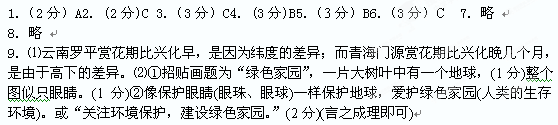 1.（2分）A2.（2分)C 3.（3分）C4.（3分)B5.（3分）B6.（3分）C  7. 略
8. 略
9. ⑴云南罗平赏花期比兴化早，是因为纬度的差异；而青海门源赏花期比兴化晚几个月，
是由于高下的差异。⑵①招贴画题为“绿色家园”，一片大树叶中有一个地球，(1分)整个
图似只眼睛。(1 分)②像保护眼睛(眼珠、眼球)一样保护地球，爱护绿色家园(人类的生存
环境)。或“关注环境保护，建设绿色家园。”(2分)(言之成理即可)